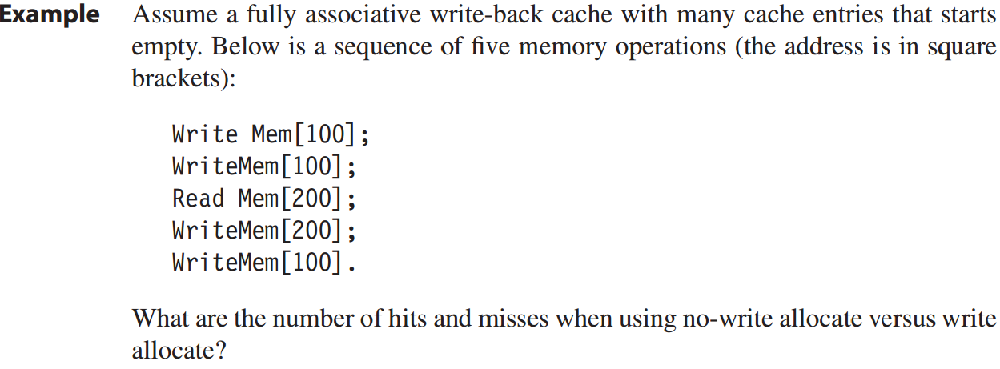 Example Assume a fully associative write-back cache with many cache entries that starts
empty. Below is a sequence of five memory operations (the address is in square
brackets):
Write Mem[100];
WriteMem[100];
Read Mem[200];
WriteMem[200];
WriteMem[100].
What are the number of hits and misses when using no-write allocate versus write
allocate?